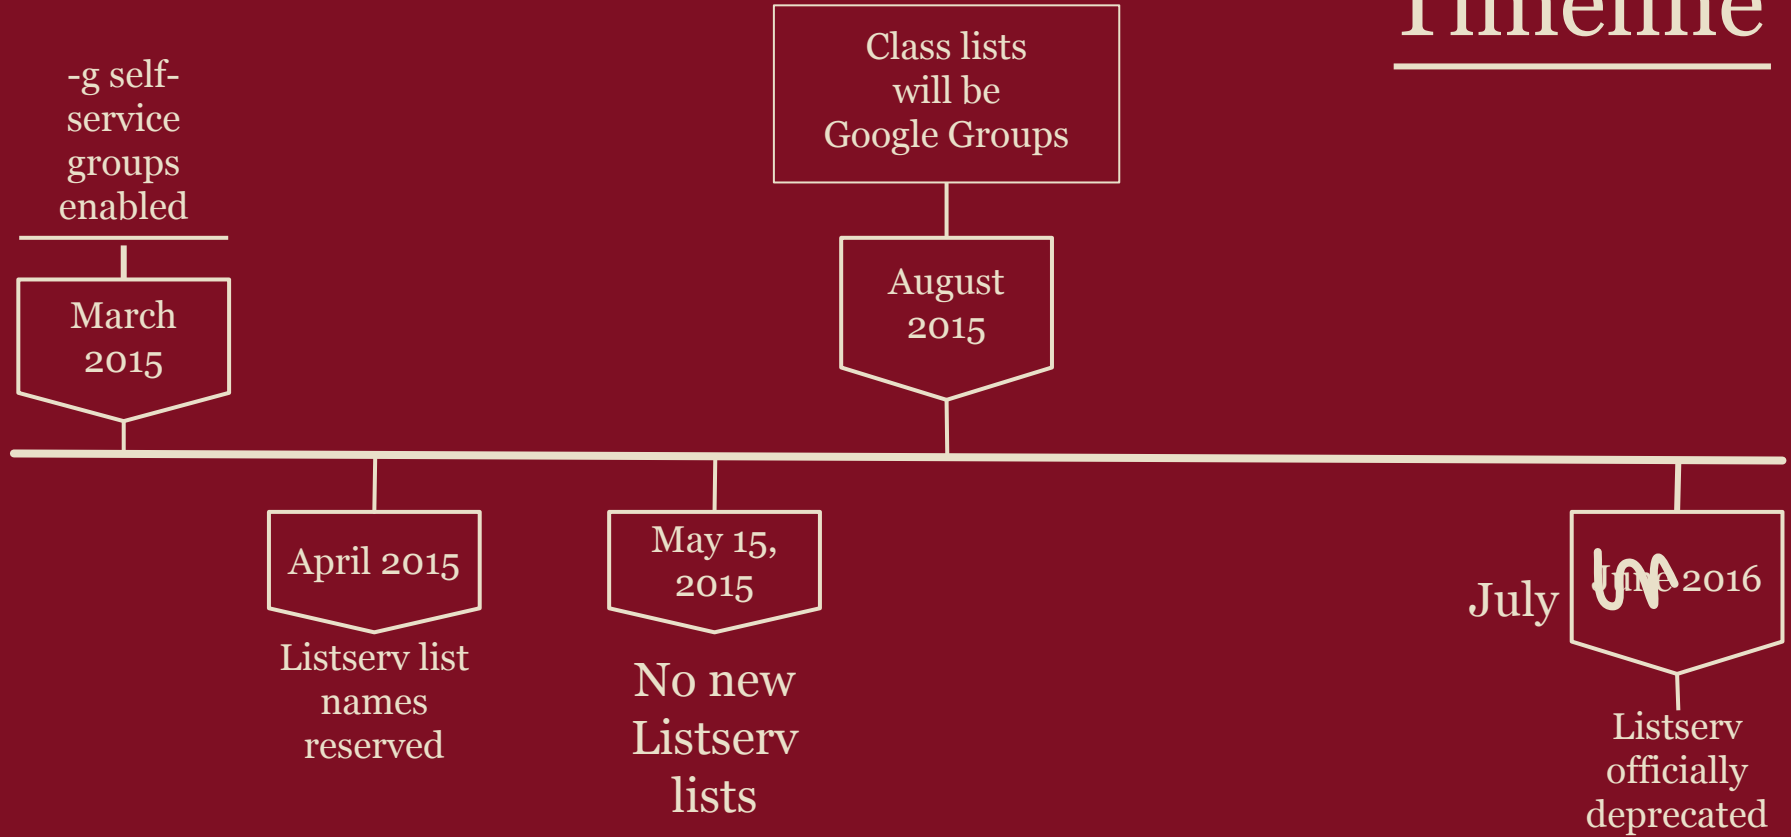 Timeline
-g self-
service
groups
enabled
March
2015
Class lists
will be
Google Groups
August
2015
April 2015
Listserv list
names
reserved
May 15,
2015
No new
Listserv
lists
July
June 2016
Listserv
officially
deprecated